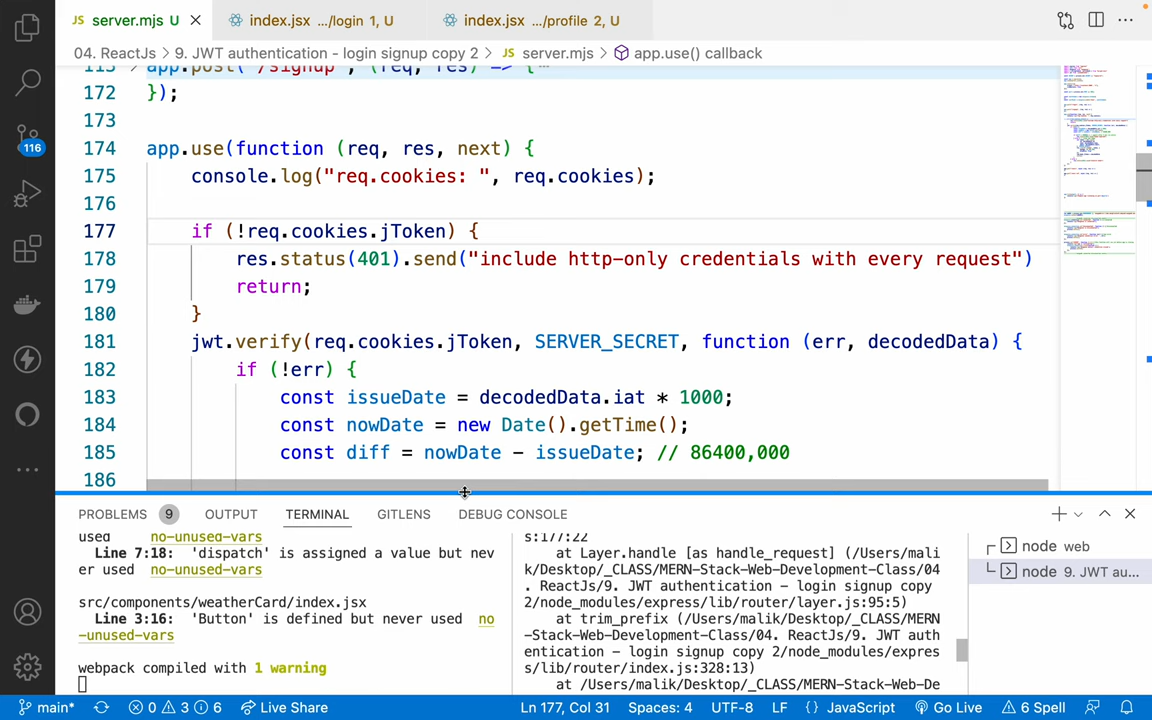 JS server.mjs U
index.jsx .../login 1, U
index.jsx .../profile 2, U
04. ReactJs > 9. JWT authentication - login signup copy 2 > JS server.mjs > app.use() callback
115 app.post("/signup", (req, res) => {…
172 });
173
174 app.use(function (req, res, next) {
175 console.log("req.cookies: ", req.cookies);
176
177 if (!req.cookies.jToken) {
178 res.status(401).send("include http-only credentials with every request")
179 return;
180 }
181 jwt.verify(req.cookies.jToken, SERVER_SECRET, function (err, decodedData) {
182 if (!err) {
183 const issueDate = decodedData.iat * 1000;
184 const nowDate = new Date().getTime();
185 const diff = nowDate - issueDate; // 86400,000
186
116
PROBLEMS 9 OUTPUT TERMINAL GITLENS DEBUG CONSOLE
used no-unused-vars
Line 7:18: 'dispatch' is assigned a value but nev
er used no-unused-vars
src/components/weatherCard/index.jsx
Line 3:16: 'Button' is defined but never used no
-unused-vars
webpack compiled with 1 warning
s:177:22
at Layer.handle [as handle_request] (/Users/mali
k/Desktop/_CLASS/MERN-Stack-Web-Development-Class/04
. ReactJs/9. JWT authentication - login signup copy
2/node_modules/express/lib/router/layer.js:95:5)
at trim_prefix (/Users/malik/Desktop/_CLASS/MERN
-Stack-Web-Development-Class/04. ReactJs/9. JWT auth
entication - login signup copy 2/node_modules/expres
s/lib/router/index.js:328:13)
at /Users/malik/Desktop/_CLASS/MERN-Stack-Web-De
node web
node 9. JWT au...
main* 0 3 6 Live Share Ln 177, Col 31 Spaces: 4 UTF-8 LF {} JavaScript Go Live 6 Spell